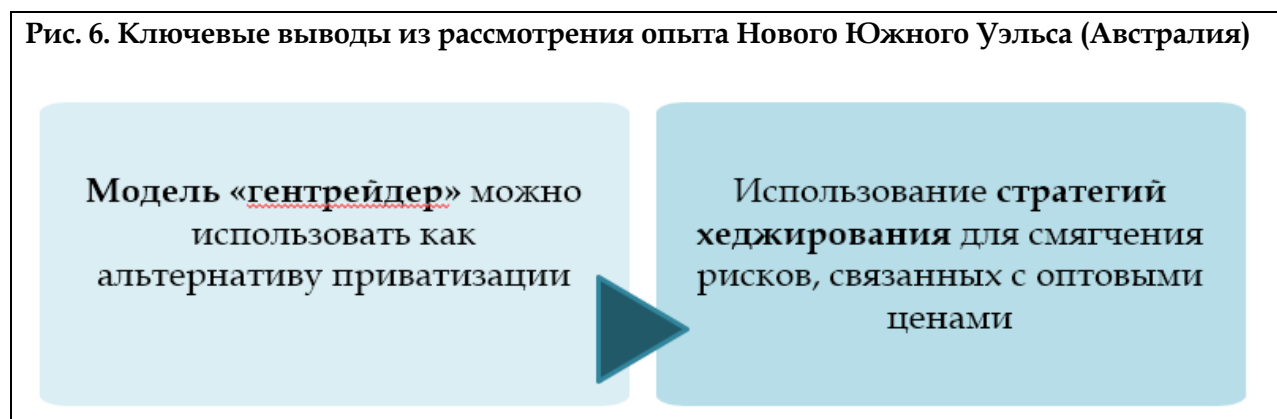 Рис. 6. Ключевые выводы из рассмотрения опыта Нового Южного Уэльса (Австралия)
Модель «гентрейдер» можно
использовать как
альтернативу приватизации
Использование стратегий
хеджирования для смягчения
рисков, связанных с оптовыми
ценами